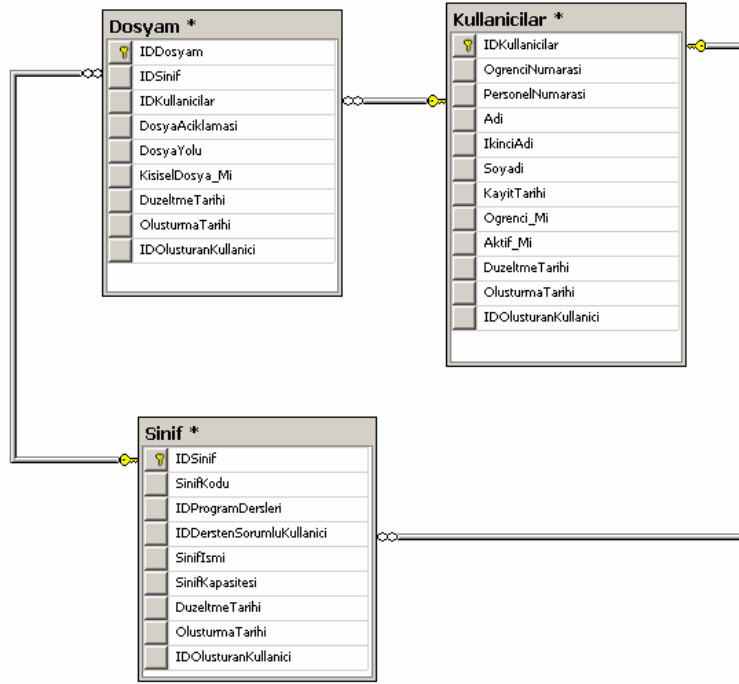 Dosyam *
IDDosyam
IDSinif
IDKullanicilar
DosyaAciklamasi
DosyaYolu
KisiselDosya_Mi
DuzeltmeTarihi
OlusturmaTarihi
IDOlusturanKullanici
Kullanicilar *
IDKullanicilar
OgrenciNumarasi
PersonelNumarasi
Adi
IkinciAdi
Soyadi
KayitTarihi
Ogrenci_Mi
Aktif_Mi
DuzeltmeTarihi
OlusturmaTarihi
IDOlusturanKullanici
Sinif *
IDSinif
SinifKodu
IDProgramDersleri
IDDerstenSorumluKullanici
SinifIsmi
SinifKapasitesi
DuzeltmeTarihi
OlusturmaTarihi
IDOlusturanKullanici